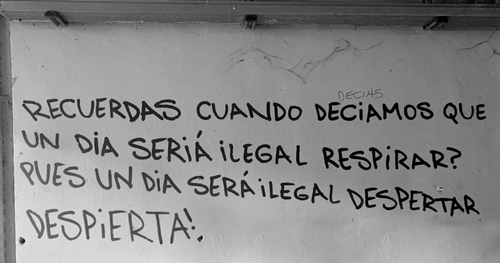 DECIAS
RECUERDAS CUANDO DECIAMOS QUE
UN DIA SERIÁ ILEGAL RESPIRAR?
PUES UN DIA SERÁ ILEGAL DESPERTAR
DESPIERTA!